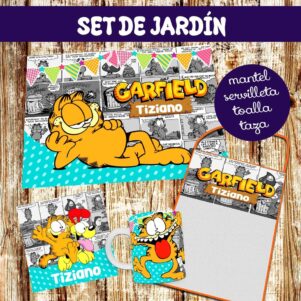 SET DE JARDÍN
mantel
servilleta
toalla
taza
GARFIELD
Tiziano
GARFIELD
Tiziano
Tiziano